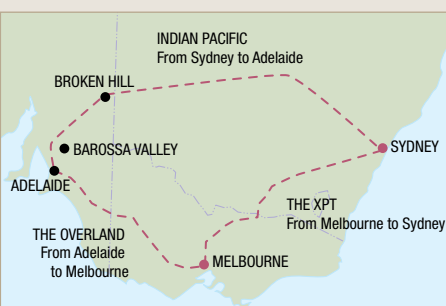 INDIAN PACIFIC
From Sydney to Adelaide
BROKEN HILL
BAROSSA VALLEY
SYDNEY
ADELAIDE
THE XPT
From Melbourne to Sydney
THE OVERLAND
From Adelaide
to Melbourne
MELBOURNE